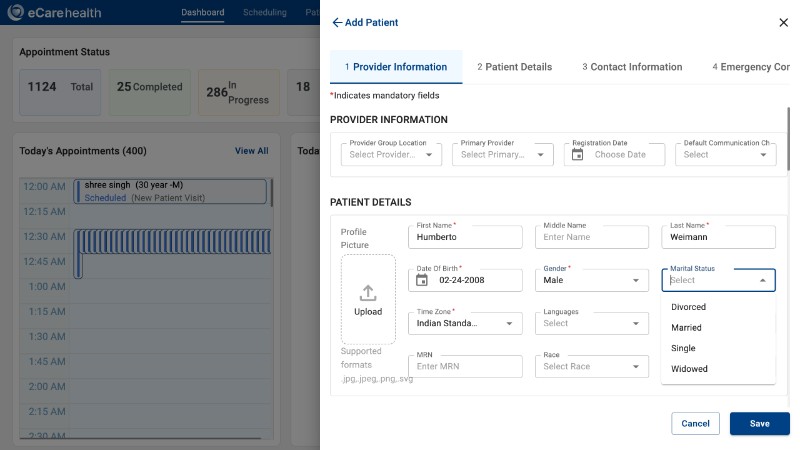 eCarehealth
Dashboard
Scheduling
Appointment Status
1124 Total
25 Completed
286 In Progress
18
Today's Appointments (400)
View All
12:00 AM
shree singh (30 year -M)
Scheduled (New Patient Visit)
12:15 AM
12:30 AM
12:45 AM
1:00 AM
1:15 AM
1:30 AM
1:45 AM
2:00 AM
2:15 AM
2:30 AM
Add Patient
1 Provider Information
2 Patient Details
3 Contact Information
4 Emergency Con
*Indicates mandatory fields
PROVIDER INFORMATION
Provider Group Location
Select Provider...
Primary Provider
Select Primary...
Registration Date
Choose Date
Default Communication Ch...
Select
PATIENT DETAILS
Profile
Picture
Upload
Supported
formats
.jpg,.jpeg,.png,.svg
First Name *
Humberto
Middle Name
Enter Name
Last Name *
Weimann
Date Of Birth *
02-24-2008
Gender *
Male
Marital Status
Select
Divorced
Married
Single
Widowed
Time Zone *
Indian Standa...
Languages
Select
MRN
Enter MRN
Race
Select Race
Cancel
Save